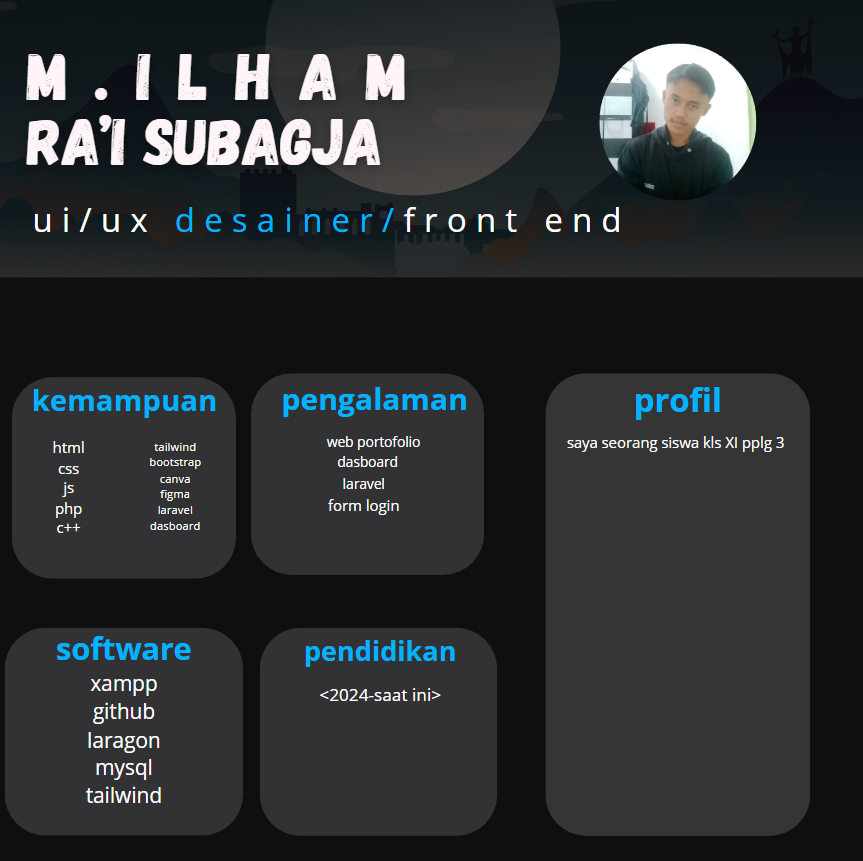 M . I L H A M
RA'I SUBAGJA
ui/ux desainer/front end
kemampuan
html
css
js
php
c++
tailwind
bootstrap
canva
figma
laravel
dasboard
pengalaman
web portofolio
dasboard
laravel
form login
profil
saya seorang siswa kls XI pplg 3
software
xampp
github
laragon
mysql
tailwind
pendidikan
<2024-saat ini>